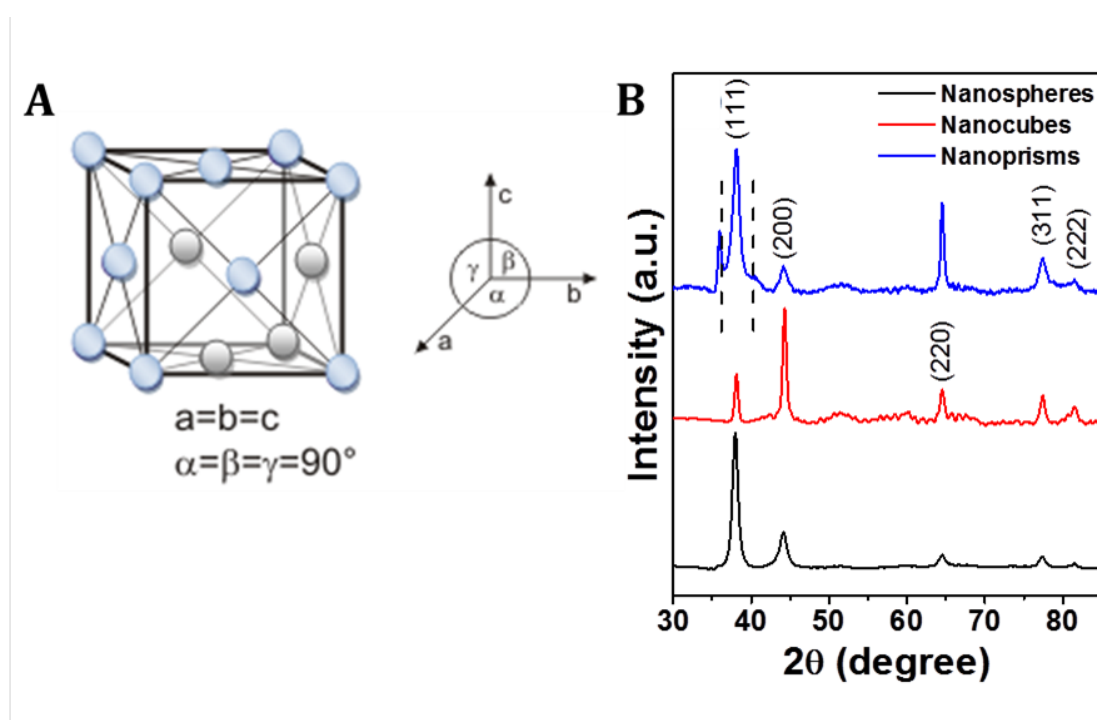 A
c
γ
β
α
b
a
a=b=c
α=β=γ=90°
B
Nanospheres
Nanocubes
Nanoprisms
(111)
(200)
(220)
(311)
(222)
Intensity (a.u.)
30 40 50 60 70 80
2θ (degree)